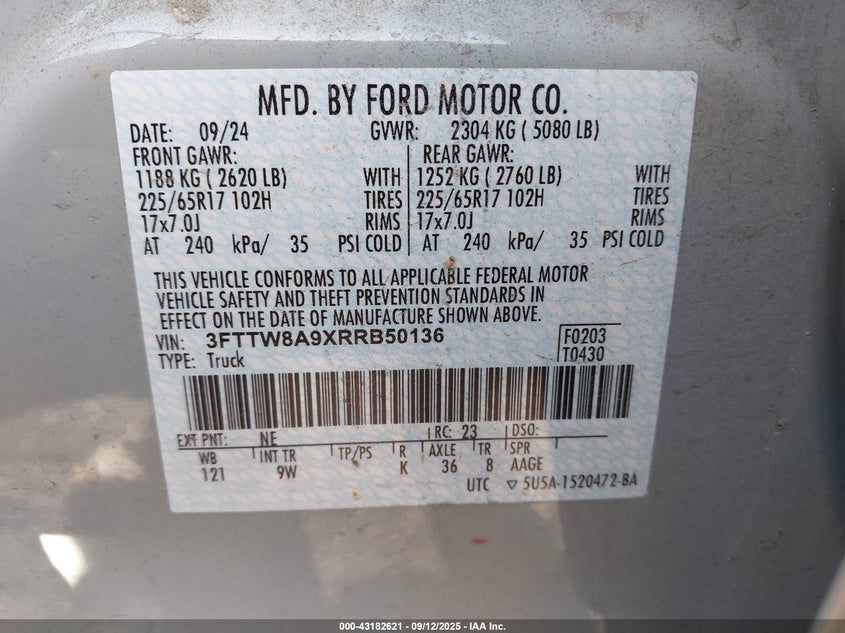 MFD. BY FORD MOTOR CO.
DATE: 09/24 GVWR: 2304 KG ( 5080 LB)
FRONT GAWR: REAR GAWR:
1188 KG ( 2620 LB) WITH 1252 KG ( 2760 LB) WITH
225/65R17 102H TIRES 225/65R17 102H TIRES
17x7.0J RIMS 17x7.0J RIMS
AT 240 kPa/ 35 PSI COLD AT 240 kPa/ 35 PSI COLD
THIS VEHICLE CONFORMS TO ALL APPLICABLE FEDERAL MOTOR
VEHICLE SAFETY AND THEFT PREVENTION STANDARDS IN
EFFECT ON THE DATE OF MANUFACTURE SHOWN ABOVE.
VIN: 3FTTW8A9XRRB50136 F0203
TYPE: Truck T0430
EXT PNT: NE RC: 23 DSO:
WB INT TR TP/PS R AXLE TR SPR
121 9W K 36 8 AAGE
UTC ▽ 5U5A-1520472-BA
000-43182621 - 09/12/2025 - IAA Inc.